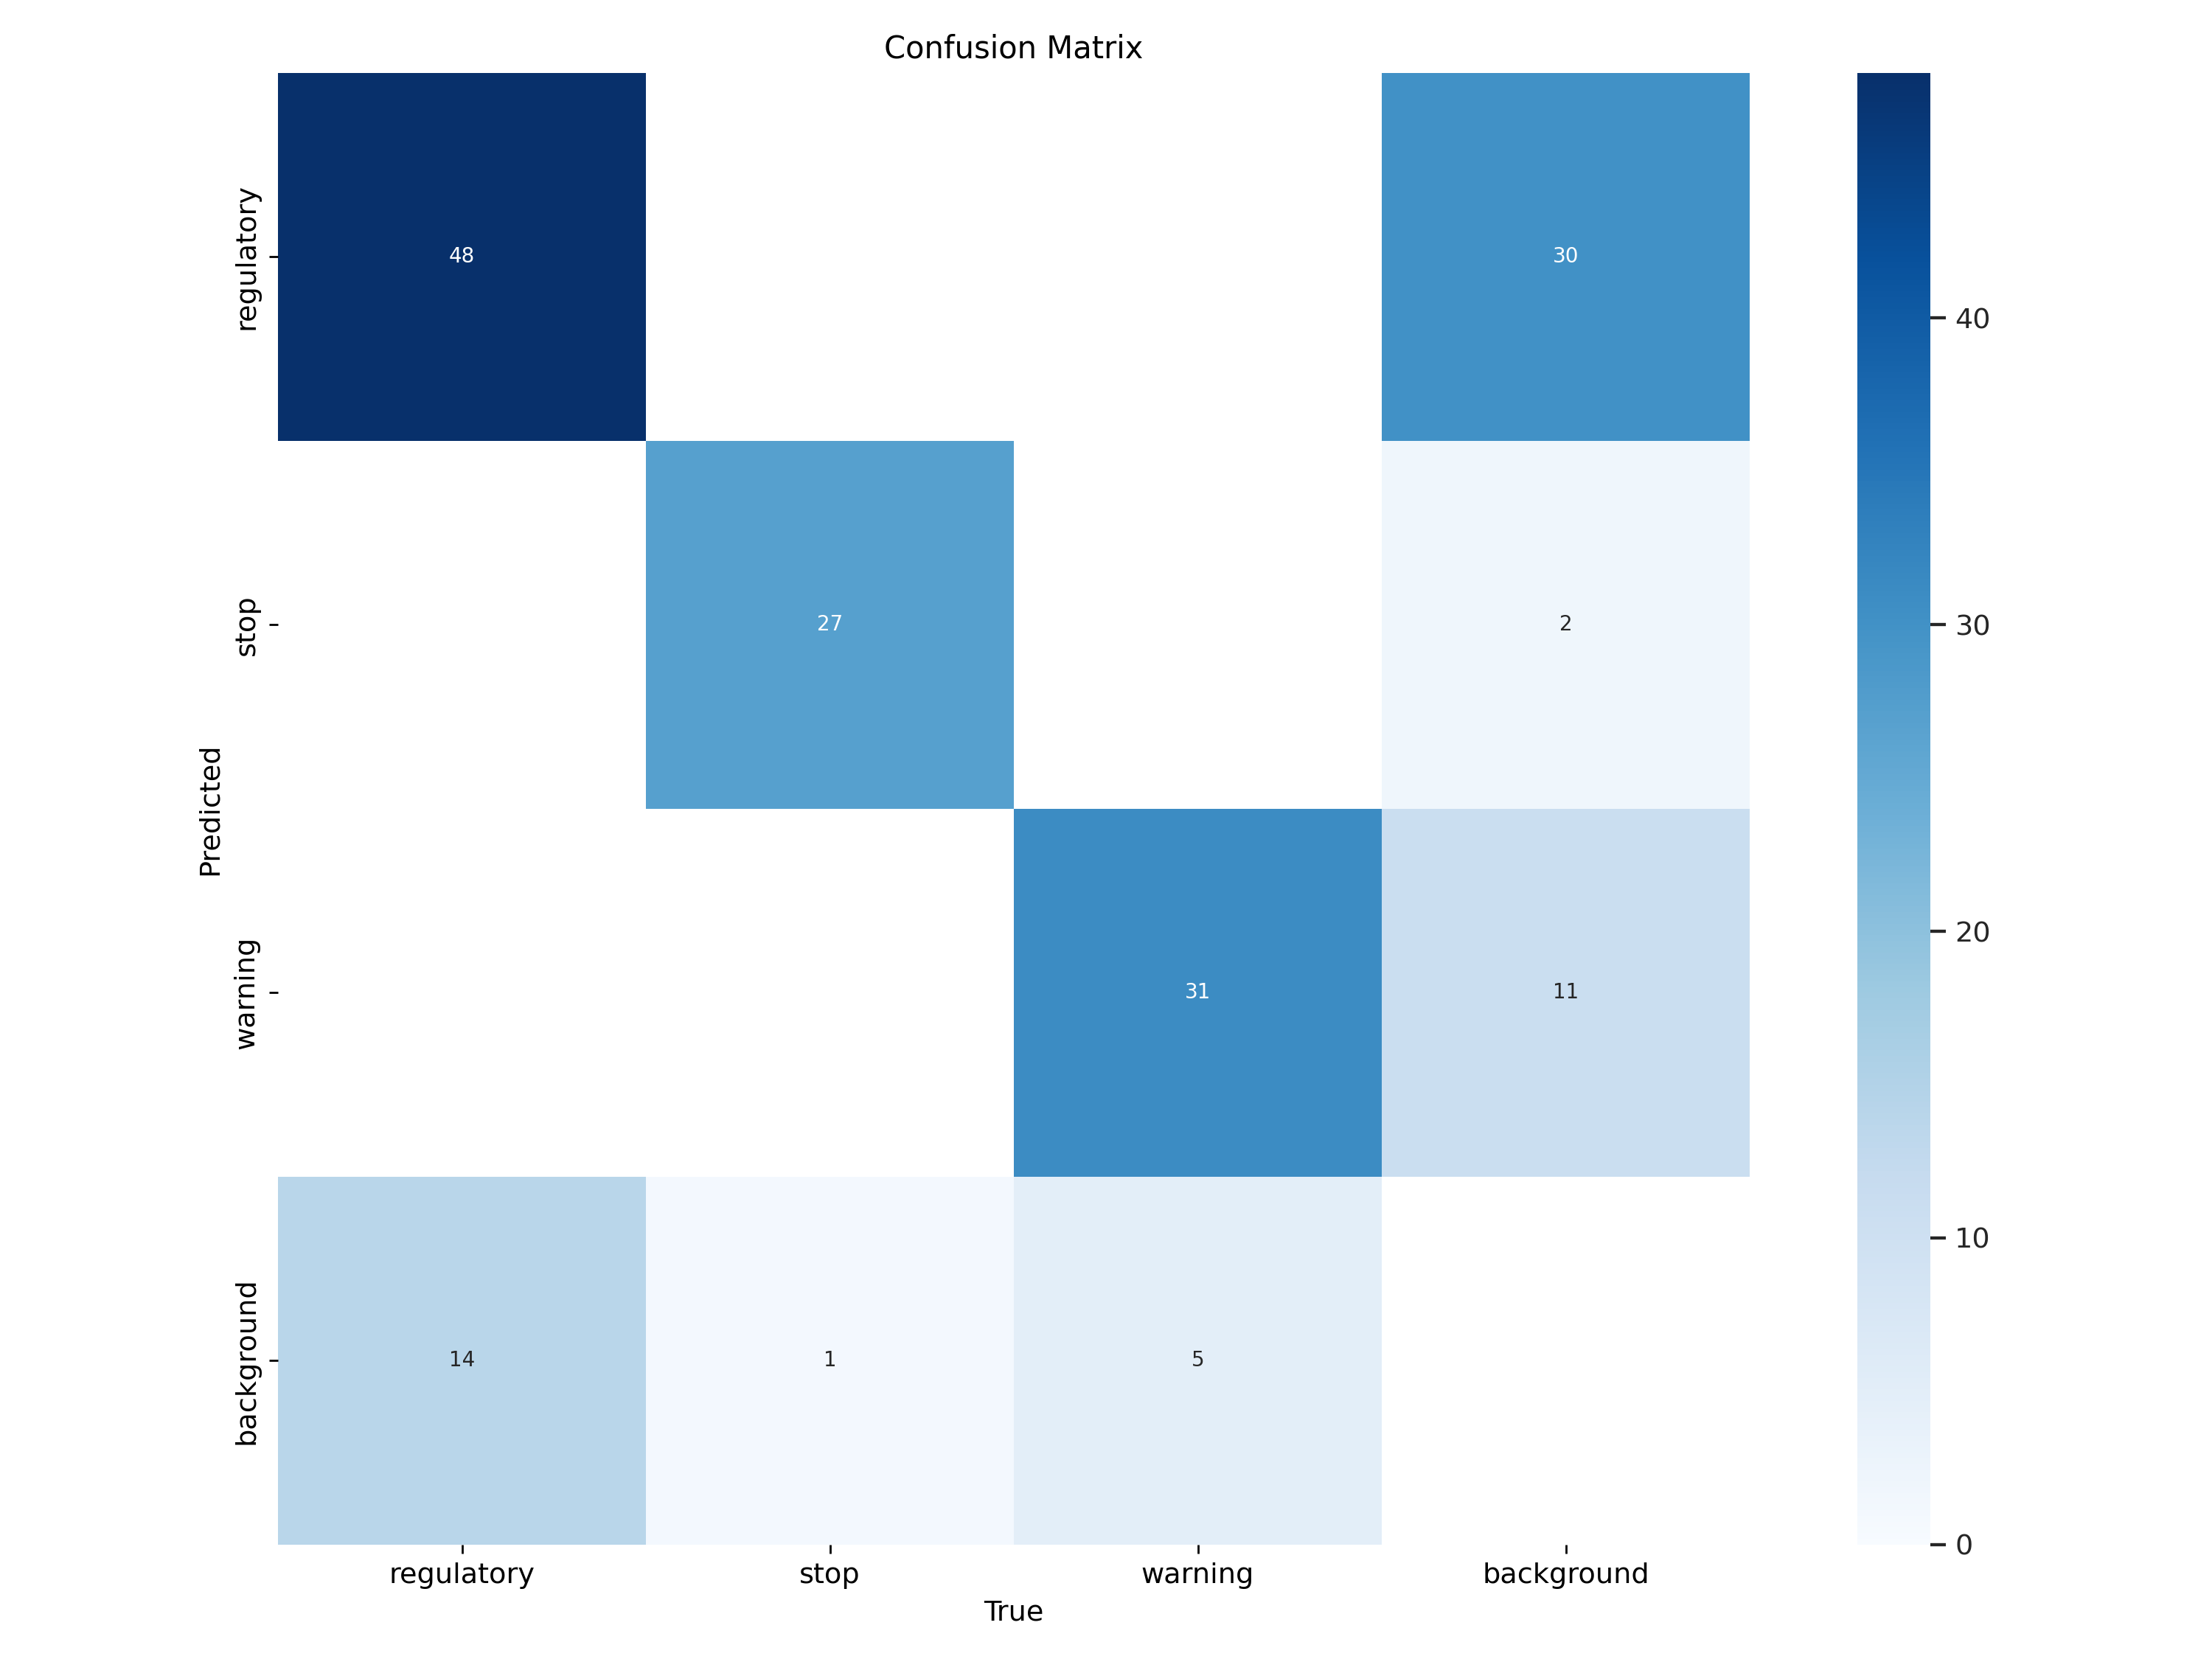 Confusion Matrix
regulatory
48
30
40
stop
27
2
30
Predicted
warning
31
11
20
background
14
1
5
10
0
regulatory
stop
warning
background
True